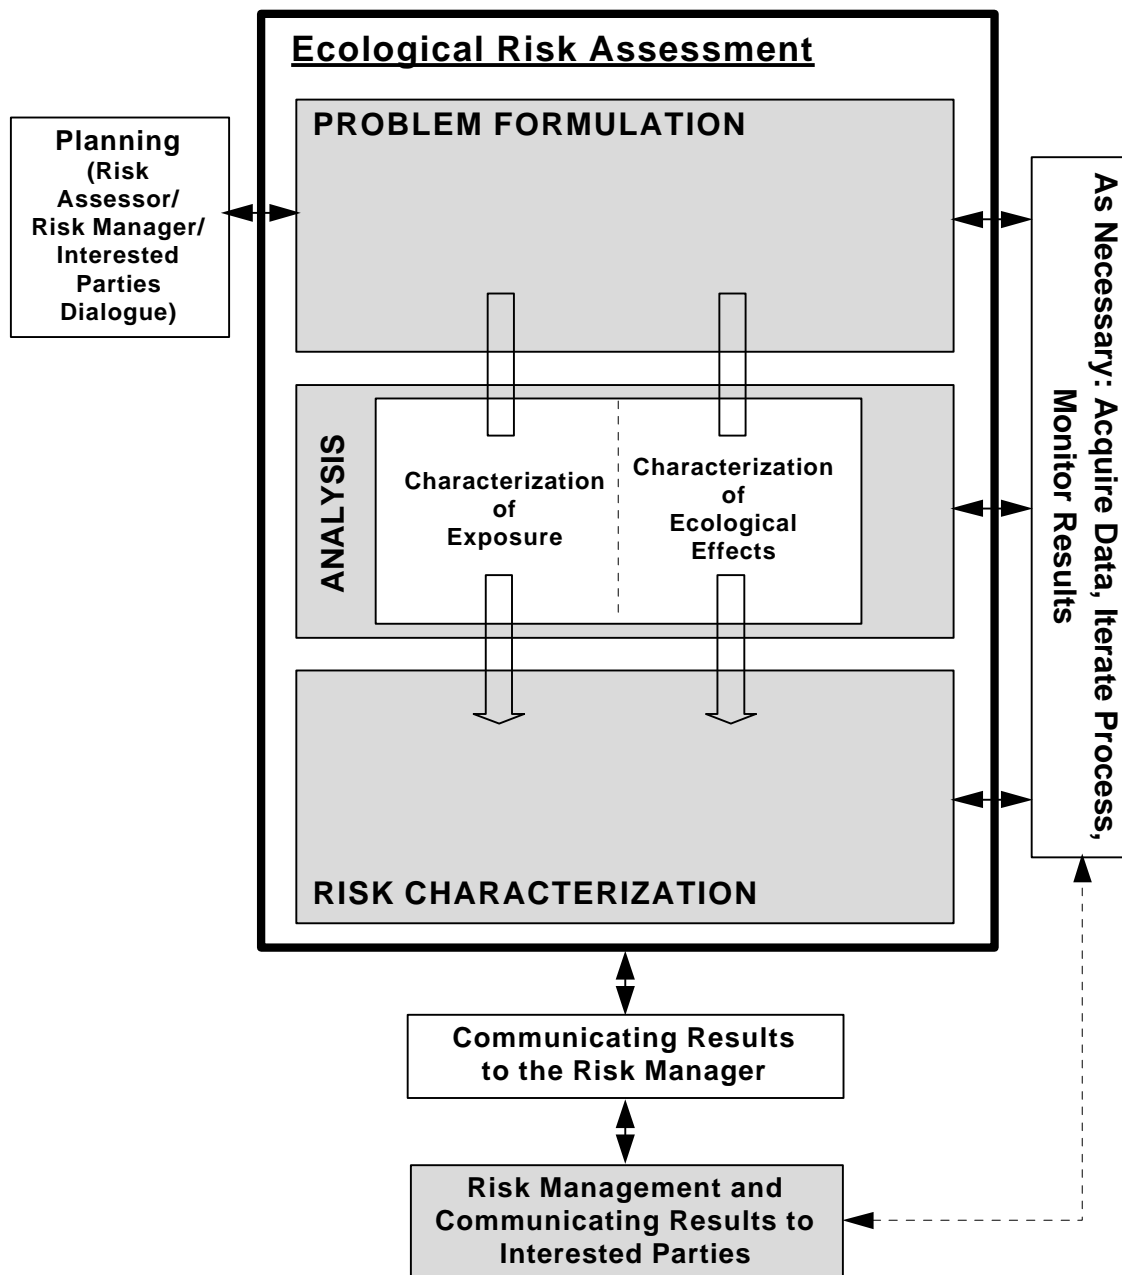 Ecological Risk Assessment
PROBLEM FORMULATION
Planning
(Risk
Assessor/
Risk Manager/
Interested
Parties
Dialogue)
As Necessary: Acquire Data, Iterate Process,
Monitor Results
ANALYSIS
Characterization
of
Exposure
Characterization
of
Ecological
Effects
RISK CHARACTERIZATION
Communicating Results
to the Risk Manager
Risk Management and
Communicating Results to
Interested Parties